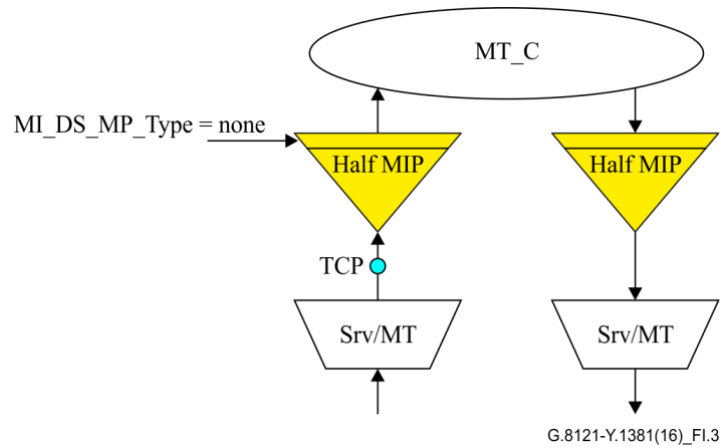 MT_C
MI_DS_MP_Type = none
Half MIP
Half MIP
TCP
Srv/MT
Srv/MT
G.8121-Y.1381(16)_FI.3